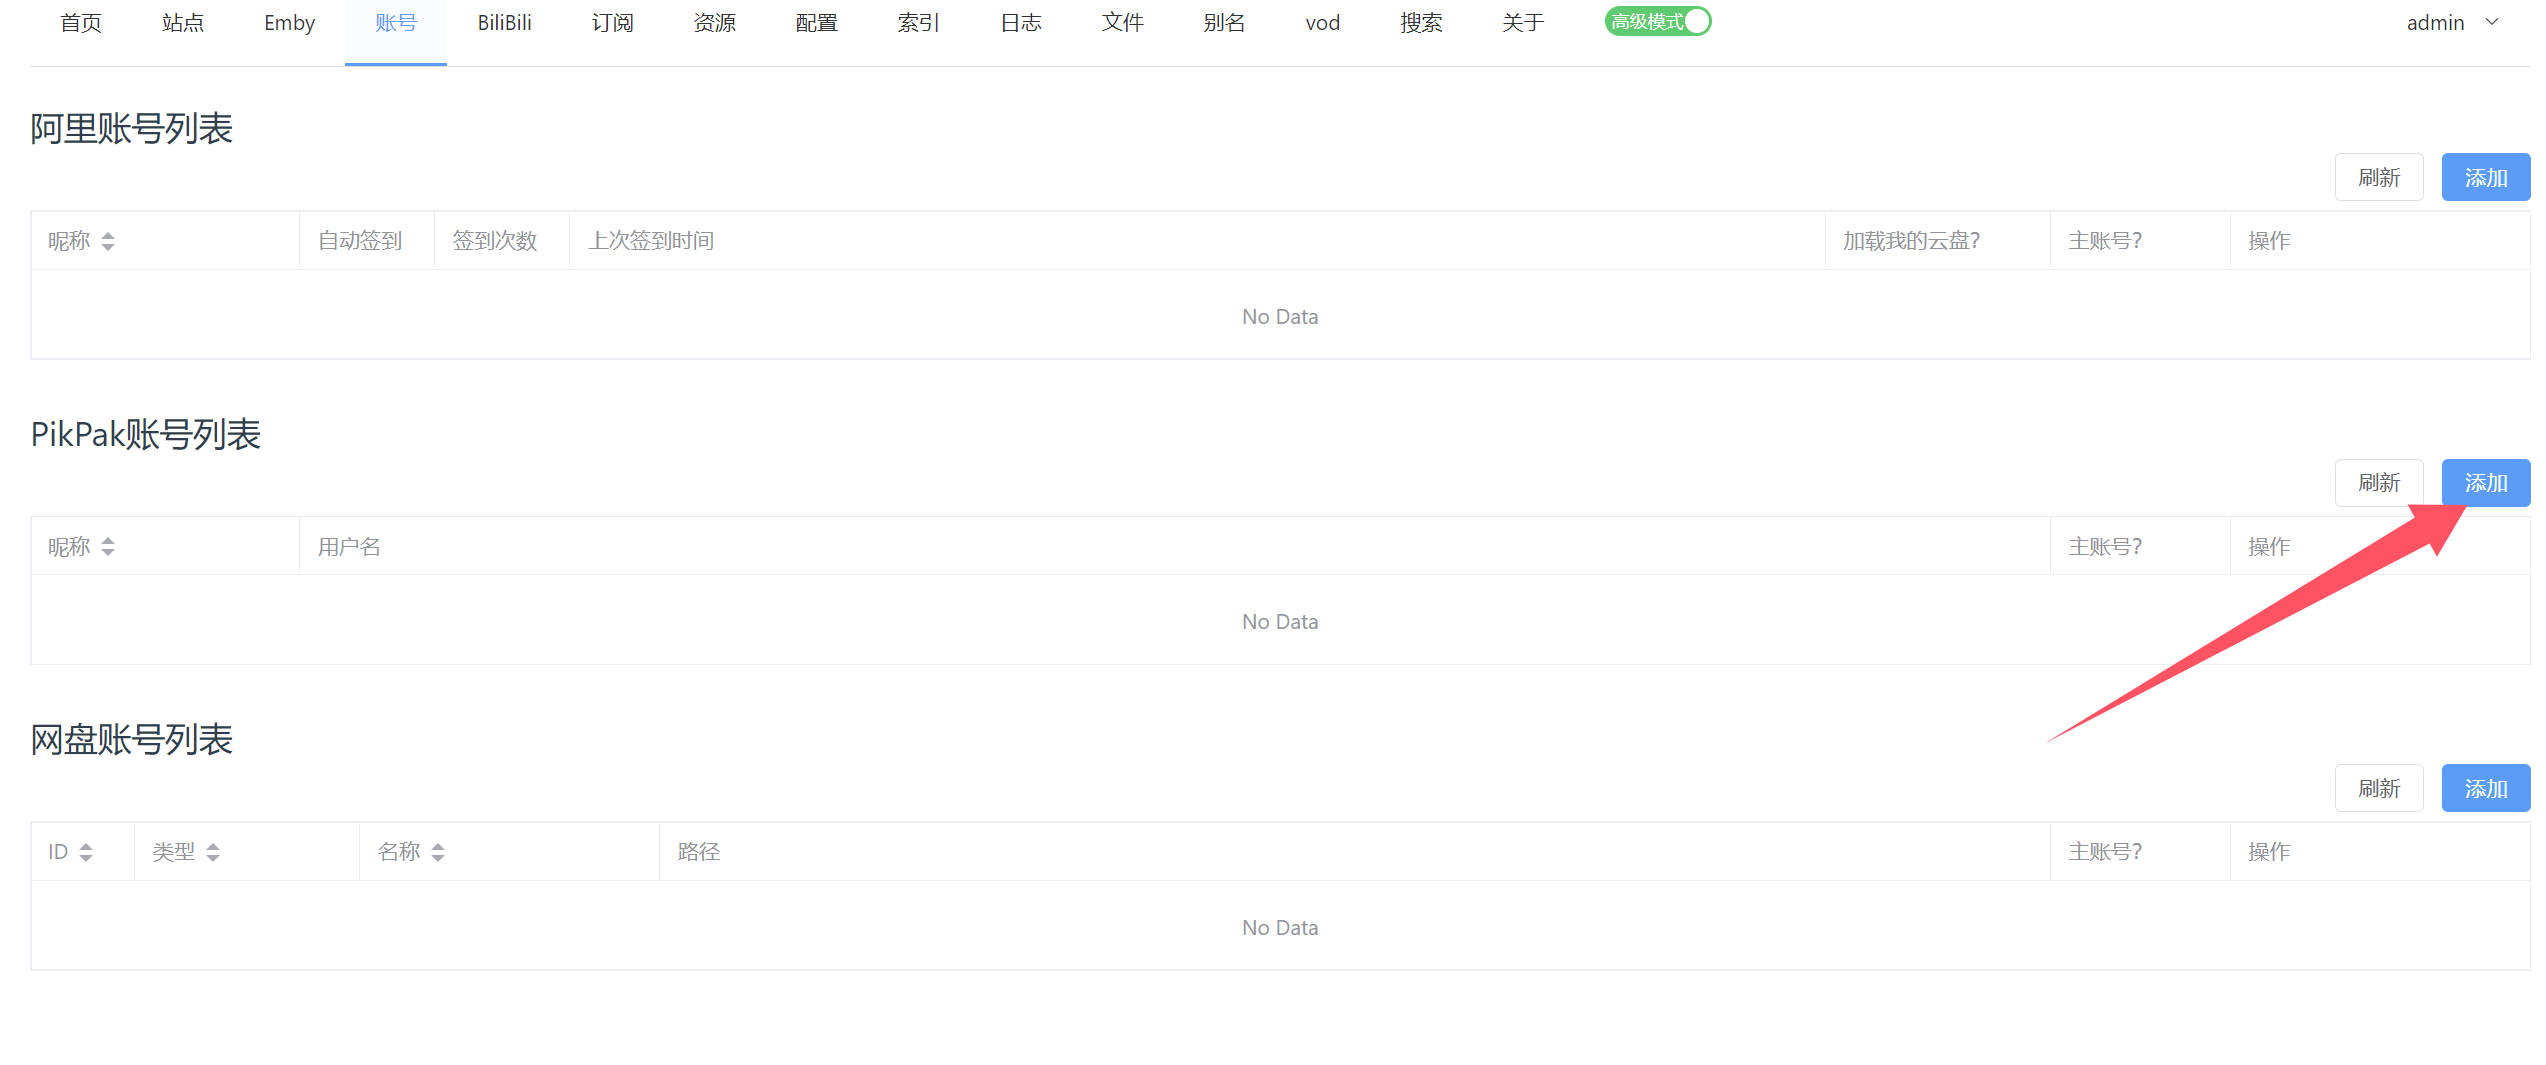 首页 站点 Emby 账号 BiliBili 订阅 资源 配置 索引 日志 文件 别名 vod 搜索 关于 高级模式 admin
阿里账号列表
刷新 添加
昵称 自动签到 签到次数 上次签到时间 加载我的云盘? 主账号? 操作
No Data
PikPak账号列表
刷新 添加
昵称 用户名 主账号? 操作
No Data
网盘账号列表
刷新 添加
ID 类型 名称 路径 主账号? 操作
No Data